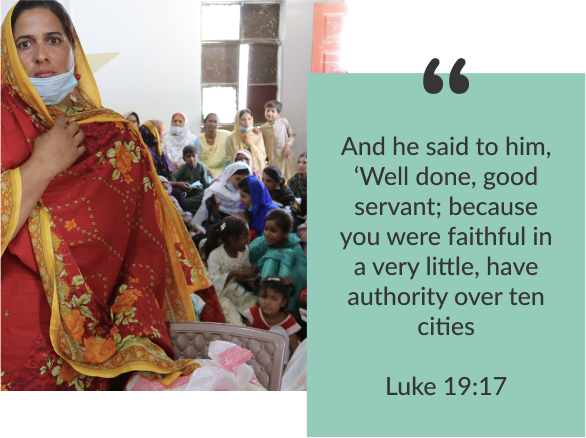 “
And he said to him,
‘Well done, good
servant; because
you were faithful in
a very little, have
authority over ten
cities
Luke 19:17